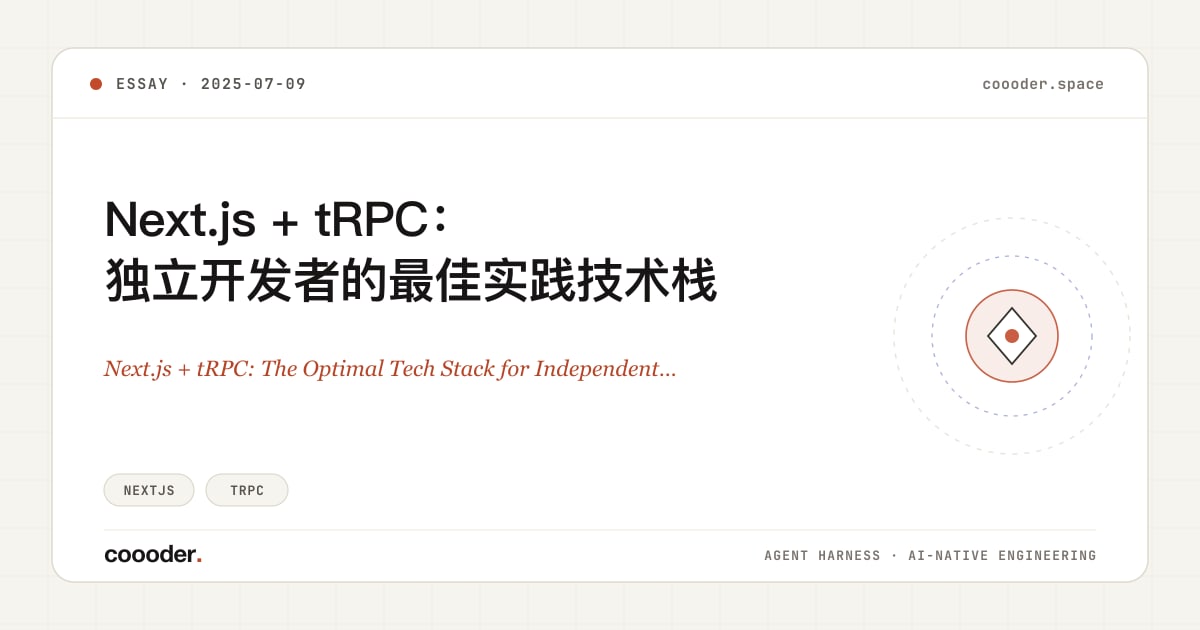 ESSAY · 2025-07-09
coooder.space
Next.js + tRPC：
独立开发者的最佳实践技术栈
Next.js + tRPC: The Optimal Tech Stack for Independent…
NEXTJS
TRPC
coooder.
AGENT HARNESS · AI-NATIVE ENGINEERING